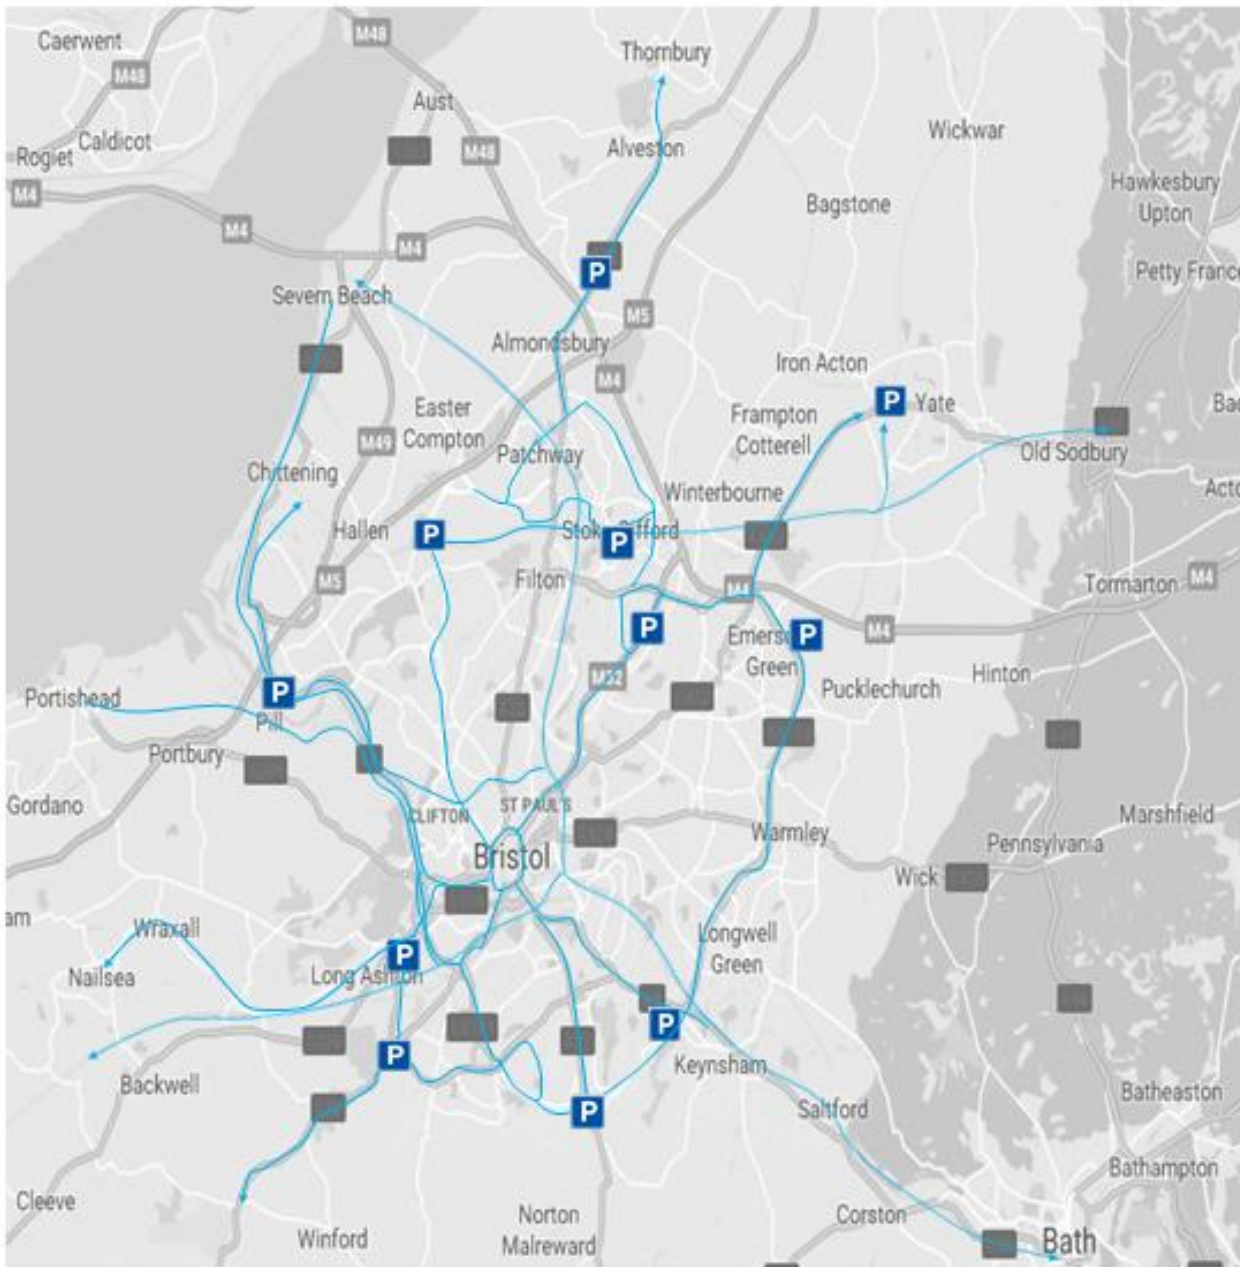 M48
Caerwent
Thornbury
M48
Aust
Wickwar
Caldicot
Rogiet
Alveston
M48
Hawkesbury
Upton
M4
Bagstone
M4
M4
P
Petty France
Severn Beach
M5
Almondsbury
Iron Acton
M4
P
Yate
Easter
Compton
Frampton
Cotterell
M49
Patchway
Old Sodbury
Chittening
Winterbourne
Hallen
P
P
Filton
M5
M4
Tormarton
M4
P
P
M4
Green
Hinton
M32
Pucklechurch
Portishead
P
Pill
Portbury
Gordano
CLIFTON
ST PAUL'S
Marshfield
Warmley
Pennsylvania
Bristol
Wick
am
Wraxall
Longwell
Green
P
Nailsea
Long Ashton
P
P
Keynsham
Backwell
P
Saltford
Batheaston
Bathampton
Cleeve
Norton
Malreward
Corston
Winford
Bath